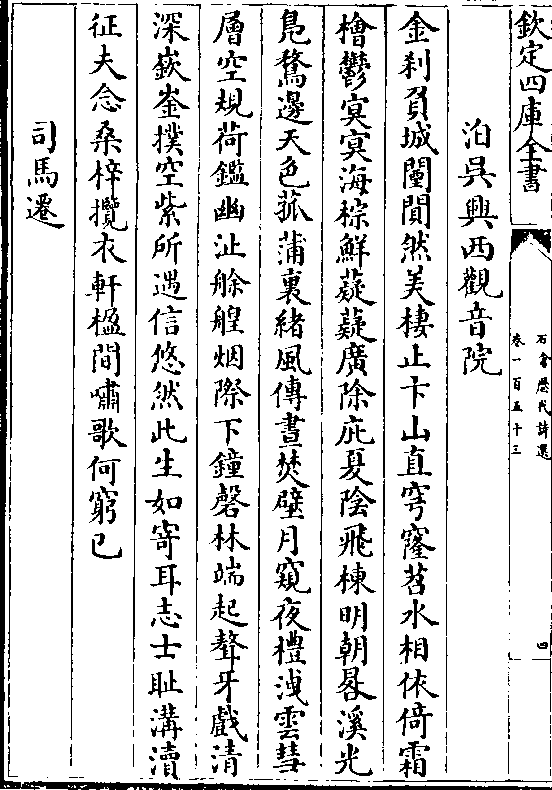 欽定四庫全書
石倉歷代詩選
卷一百五十三
四
泊吳興西觀音院
金刹負城闉閴然美棲止卞山直穹窿苕水相依倚霜
檜鬱冥冥海椶鮮薿薿廣除庇夏陰飛棟明朝晷溪光
鳧鶩邊天色菰蒲裏緒風傳晝焚壁月窺夜禮洩雲彗
層空規荷鑑幽沚艅艎烟際下鐘磬林端起聱牙戲清
深嶔崟撲空紫所遇信悠然此生如寄耳志士耻溝瀆
征夫念桑梓攬衣軒楹間嘯歌何窮已
司馬遷